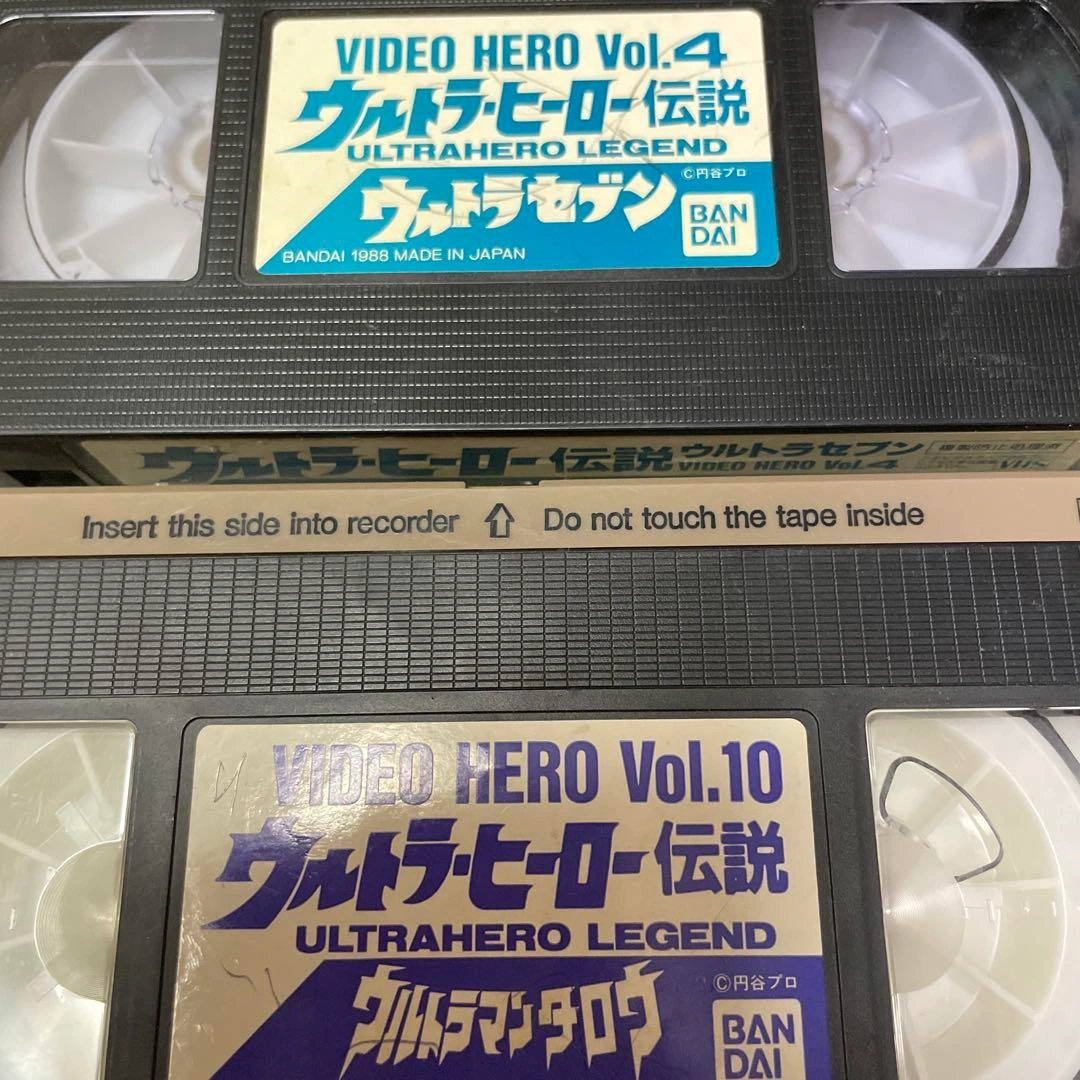 VIDEO HERO Vol.4
ウルトラ・ヒーロー伝説
ULTRAHERO LEGEND
©円谷プロ
ウルトラセブン
BAN
DAI
BANDAI 1988 MADE IN JAPAN
ウルトラ・ヒーロー伝説 ウルトラセブン
VIDEO HERO Vol.4
VHS
Insert this side into recorder ⇧ Do not touch the tape inside
VIDEO HERO Vol.10
ウルトラ・ヒーロー伝説
ULTRAHERO LEGEND
©円谷プロ
ウルトラマンタロウ
BAN
DAI